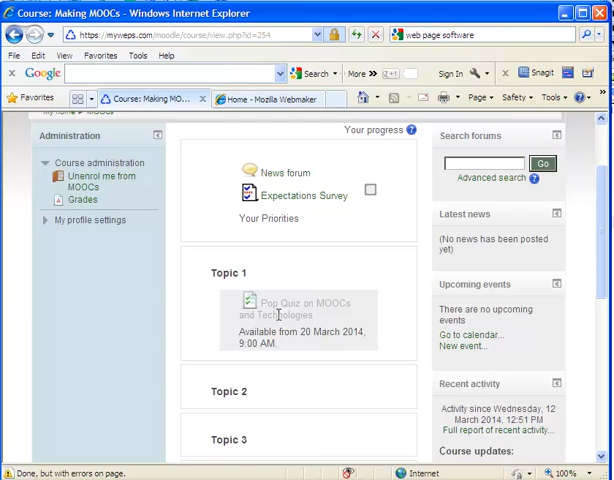 Course: Making MOOCs - Windows Internet Explorer
https://myweps.com/moodle/course/view.php?id=254
web page software
File Edit View Favorites Tools Help
Google Search More >> Sign In Snagit
Favorites Course: Making MO... Home - Mozilla Webmaker Page Safety Tools
MOOCs
Administration
Course administration
Unenrol me from
MOOCs
Grades
My profile settings
Your progress
News forum
Expectations Survey
Your Priorities
Topic 1
Pop Quiz on MOOCs
and Technologies
Available from 20 March 2014,
9:00 AM.
Topic 2
Topic 3
Search forums
Go
Advanced search
Latest news
(No news has been posted
yet)
Upcoming events
There are no upcoming
events
Go to calendar...
New event...
Recent activity
Activity since Wednesday, 12
March 2014, 12:51 PM
Full report of recent activity...
Course updates:
Done, but with errors on page. Internet 100%